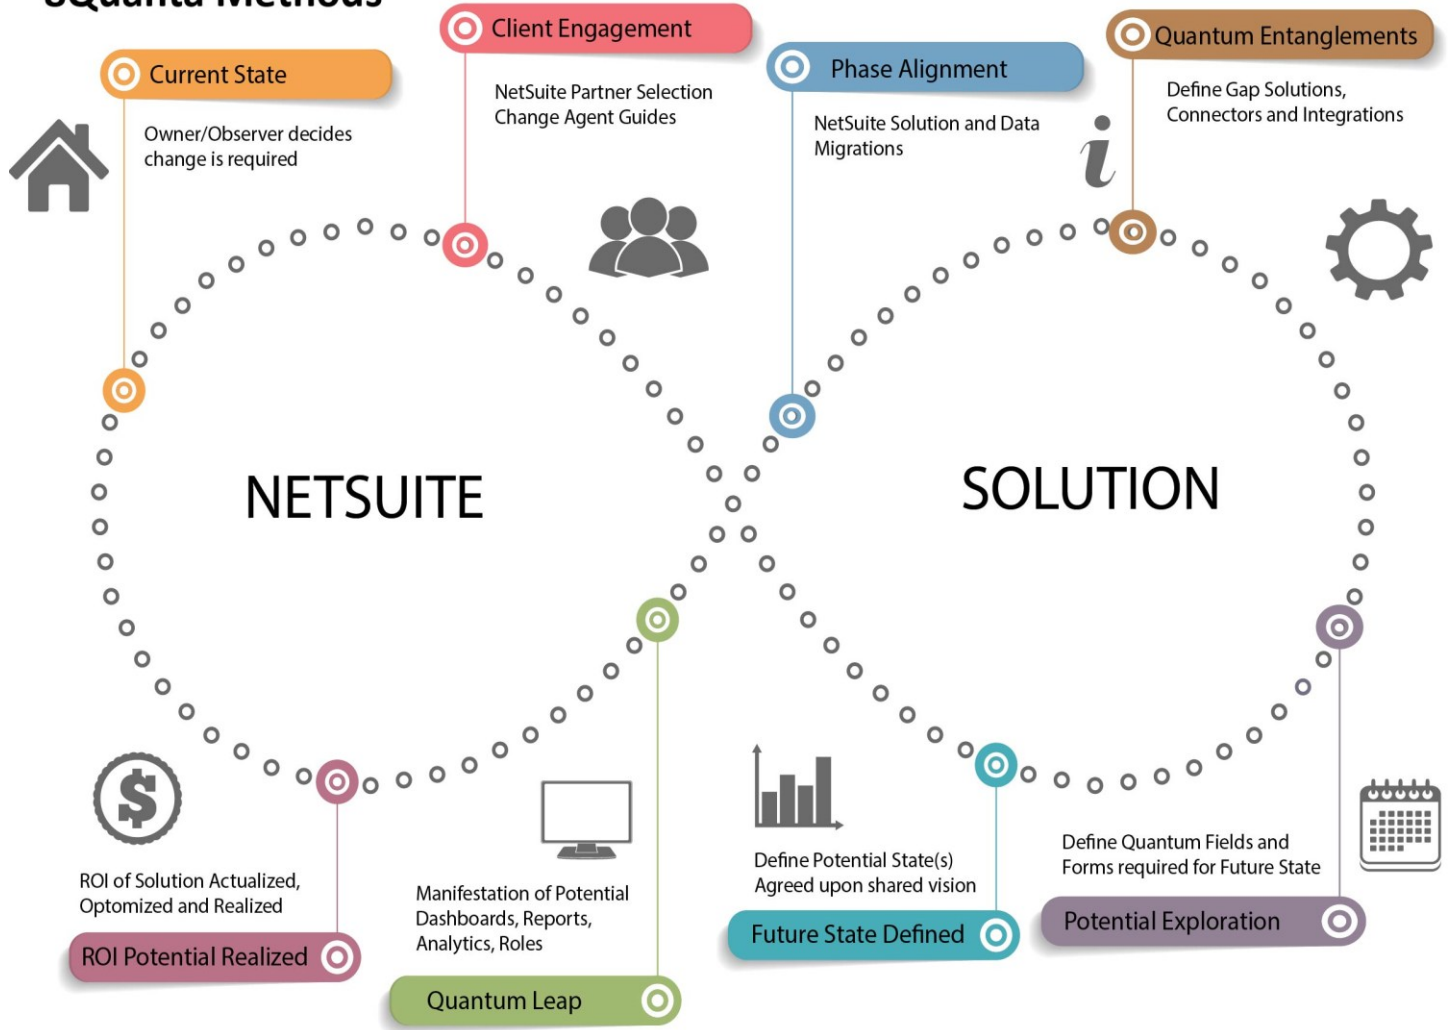 8Quanta Methods
Current State
Owner/Observer decides
change is required
Client Engagement
NetSuite Partner Selection
Change Agent Guides
Phase Alignment
NetSuite Solution and Data
Migrations
Quantum Entanglements
Define Gap Solutions,
Connectors and Integrations
i
NETSUITE
SOLUTION
$
ROI of Solution Actualized,
Optomized and Realized
ROI Potential Realized
Manifestation of Potential
Dashboards, Reports,
Analytics, Roles
Quantum Leap
Define Potential State(s)
Agreed upon shared vision
Future State Defined
Define Quantum Fields and
Forms required for Future State
Potential Exploration